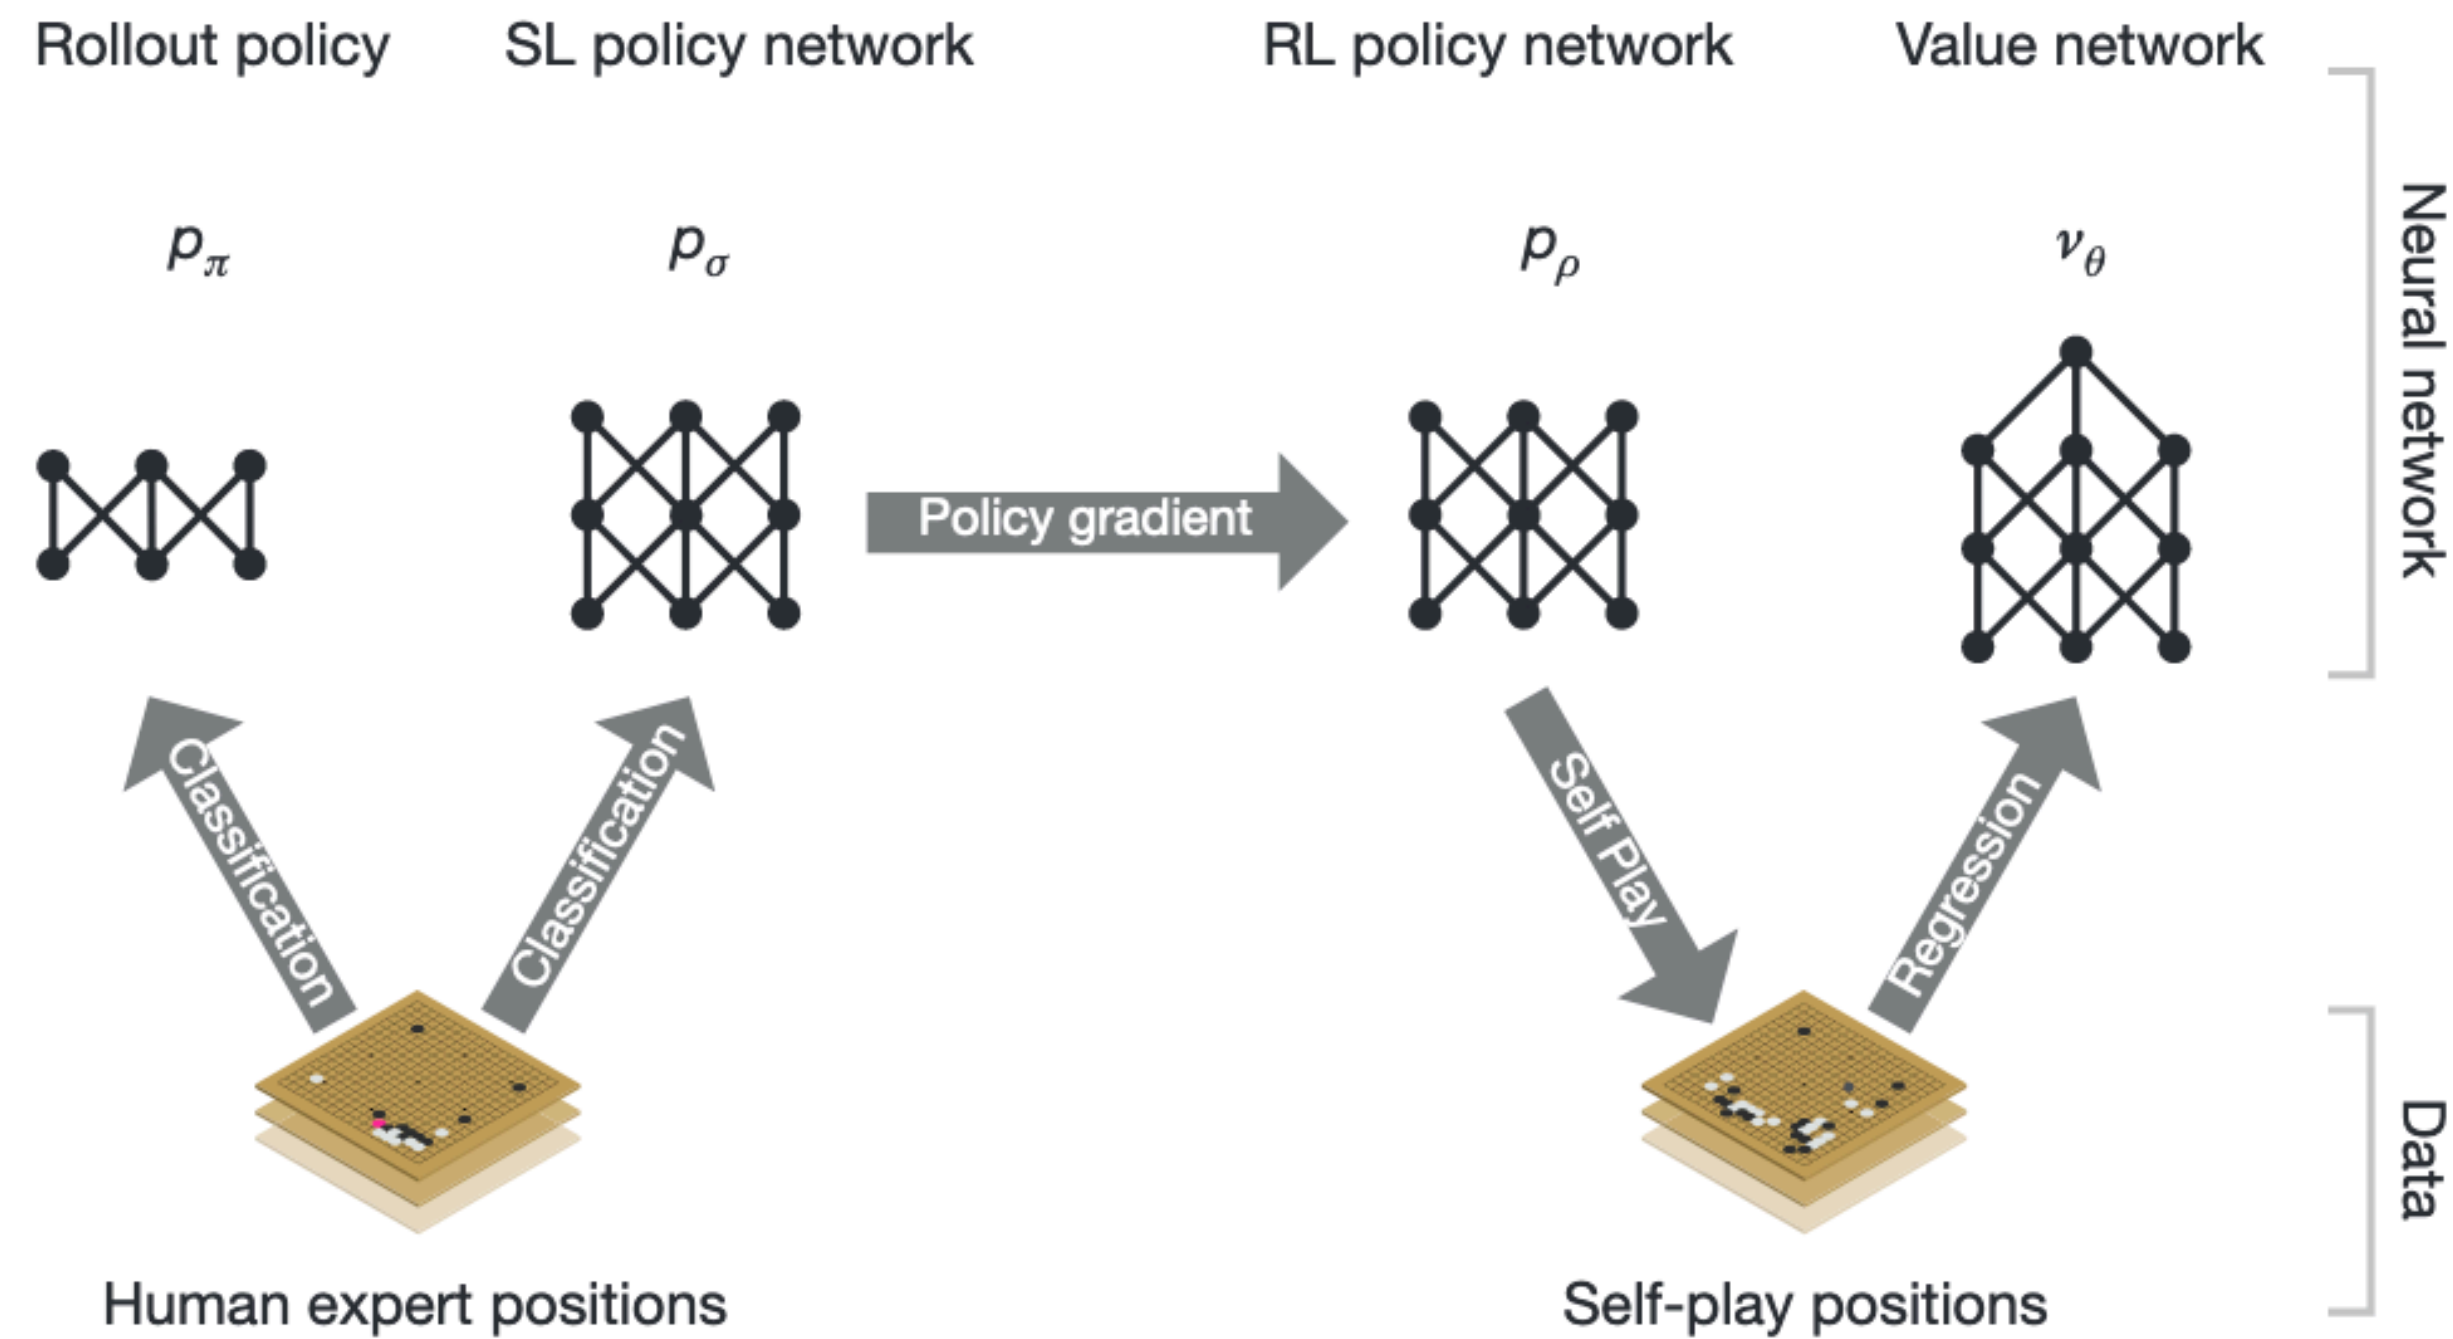 Rollout policy
SL policy network
RL policy network
Value network
pπ
pσ
pρ
νθ
Neural network
Policy gradient
Classification
Classification
Self Play
Regression
Data
Human expert positions
Self-play positions